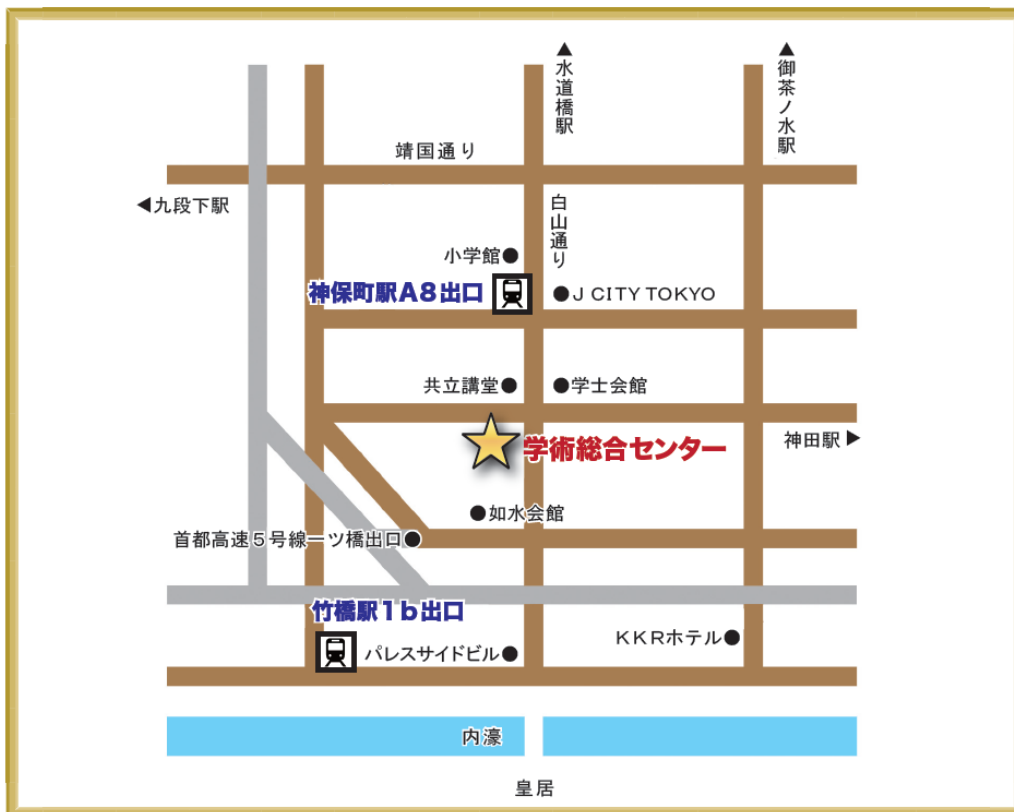 ▲水道橋駅
▲御茶ノ水駅
靖国通り
◀九段下駅
白山通り
小学館●
神保町駅A8出口
●J CITY TOKYO
共立講堂●
●学士会館
神田駅▶
学術総合センター
●如水会館
首都高速5号線一ツ橋出口●
竹橋駅1b出口
KKRホテル●
パレスサイドビル●
内濠
皇居